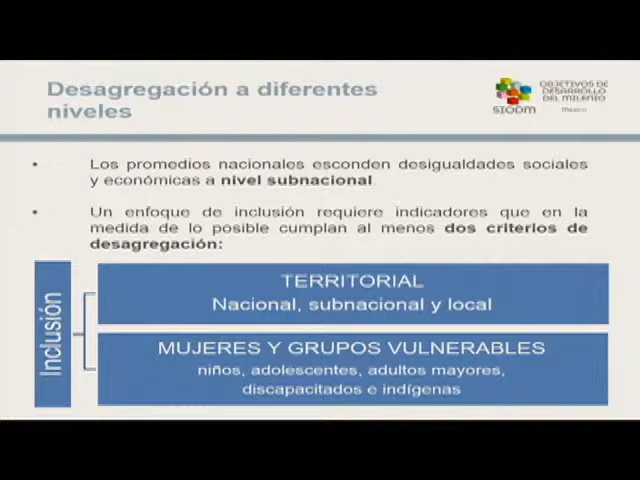 Desagregación a diferentes
niveles
SIODM
OBJETIVOS DE
DESARROLLO
DEL MILENIO
México
• Los promedios nacionales esconden desigualdades sociales
y económicas a nivel subnacional.
• Un enfoque de inclusión requiere indicadores que en la
medida de lo posible cumplan al menos dos criterios de
desagregación:
Inclusión
TERRITORIAL
Nacional, subnacional y local
MUJERES Y GRUPOS VULNERABLES
niños, adolescentes, adultos mayores,
discapacitados e indígenas